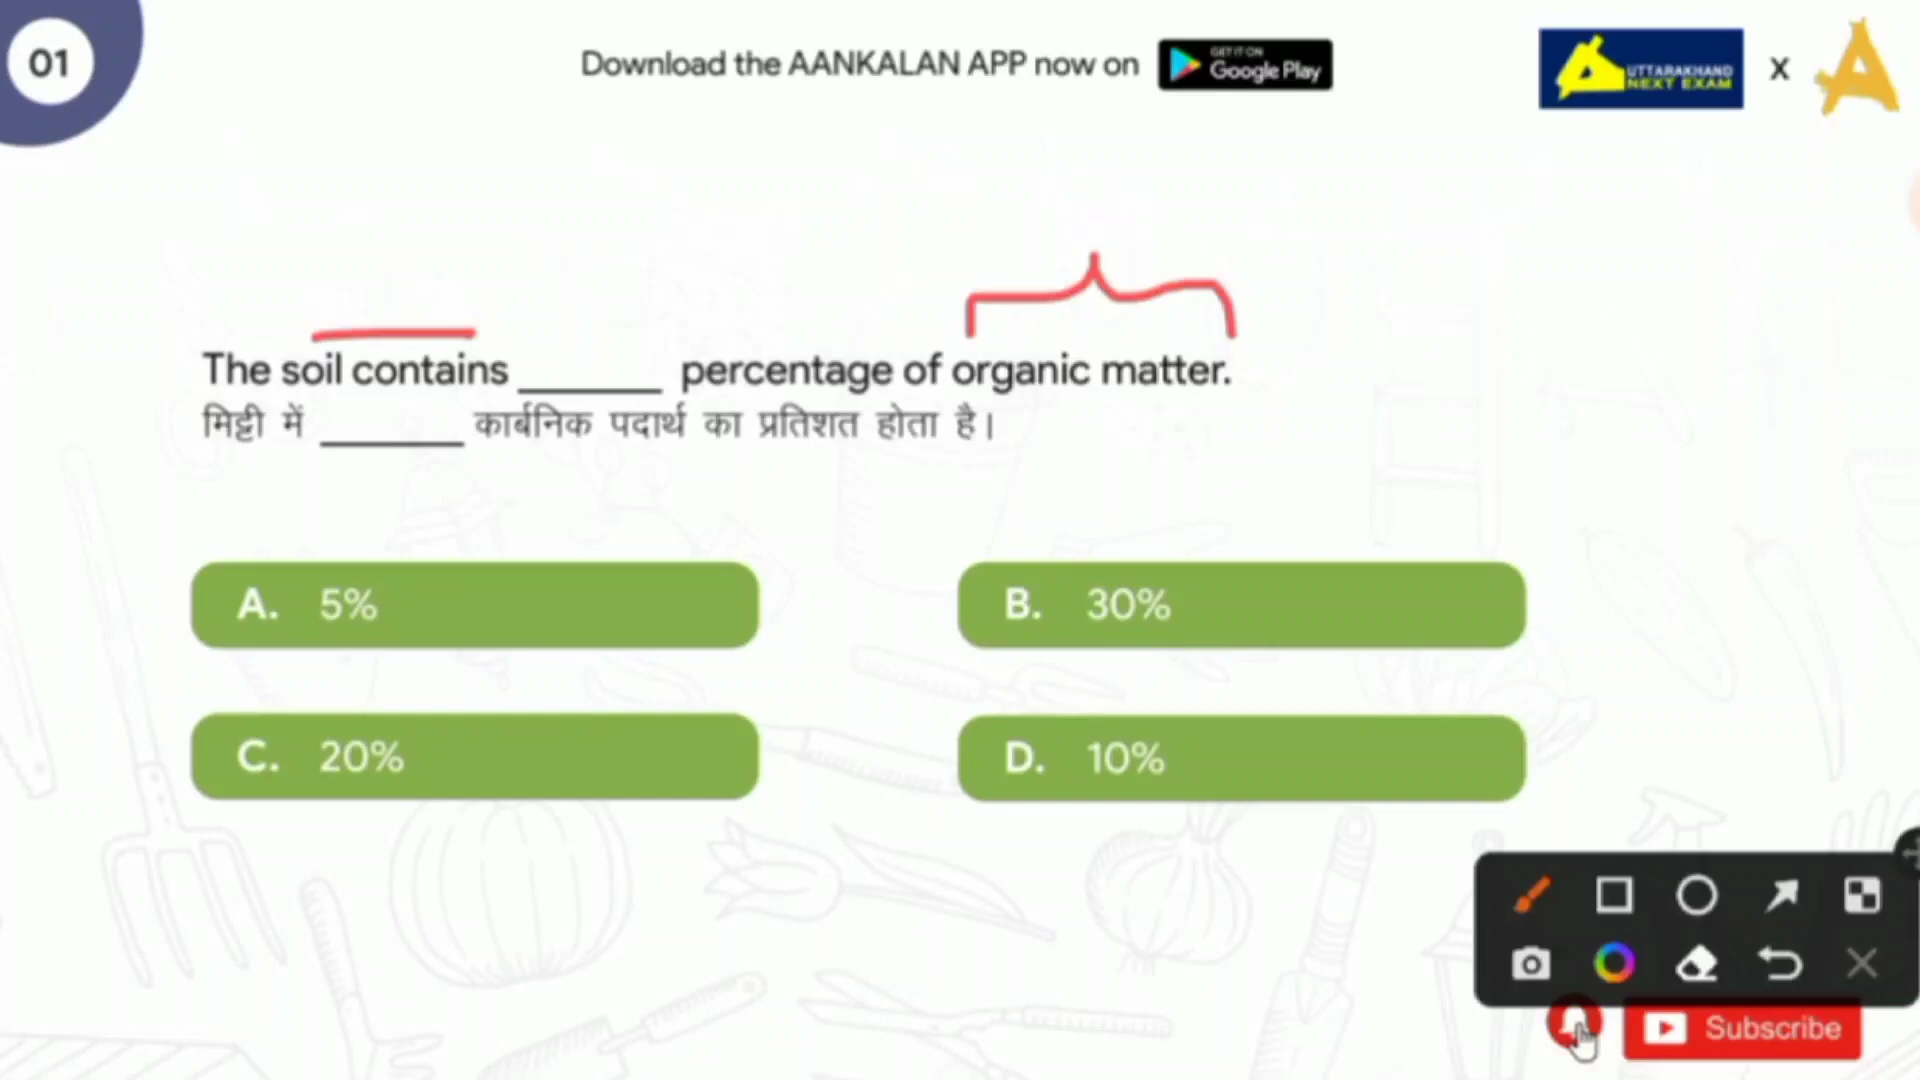 01
Download the AANKALAN APP now on
GET IT ON
Google Play
UTTARAKHAND
NEXT EXAM
X
The soil contains ______ percentage of organic matter.
मिट्टी में ______ कार्बनिक पदार्थ का प्रतिशत होता है।
A. 5%
B. 30%
C. 20%
D. 10%
Subscribe